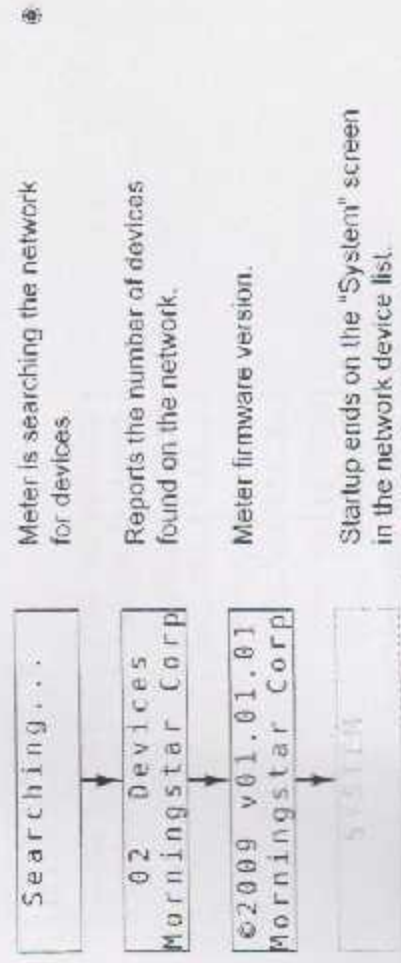 Searching...
Meter is searching the network
for devices
02 Devices
Morningstar Corp
Reports the number of devices
found on the network.
©2009 v01.01.01
Morningstar Corp
Meter firmware version.
SYSTEM
Startup ends on the "System" screen
in the network device list.